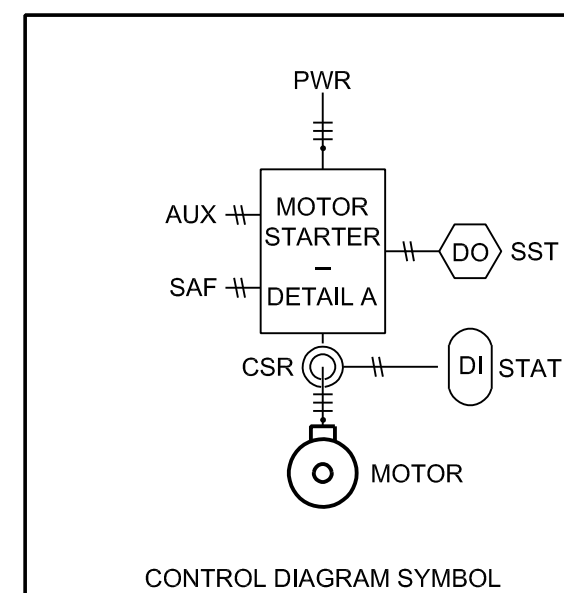 PWR
AUX
MOTOR
STARTER
–
DETAIL A
SAF
DO SST
CSR
DI STAT
MOTOR
CONTROL DIAGRAM SYMBOL